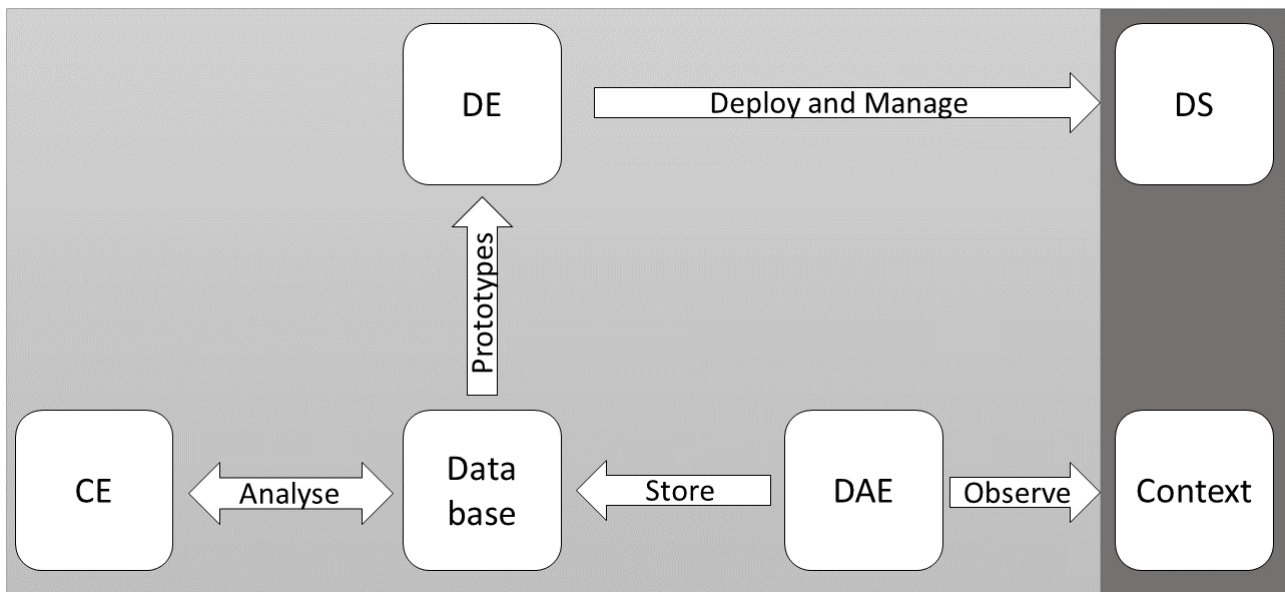 DE
Deploy and Manage
DS
Prototypes
CE
Analyse
Data
base
Store
DAE
Observe
Context